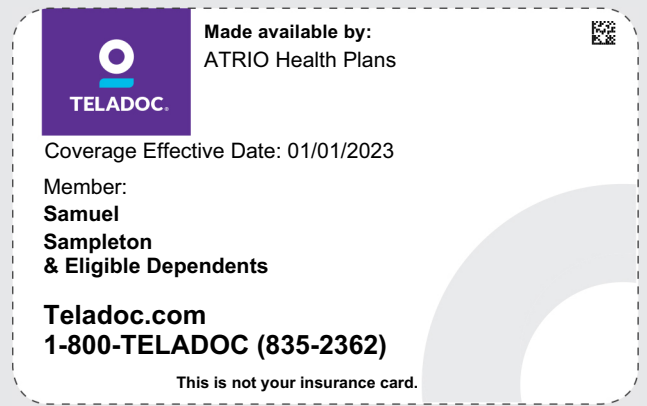 Made available by:
ATRIO Health Plans
TELADOC.
Coverage Effective Date: 01/01/2023
Member:
Samuel
Sampleton
& Eligible Dependents
Teladoc.com
1-800-TELADOC (835-2362)
This is not your insurance card.